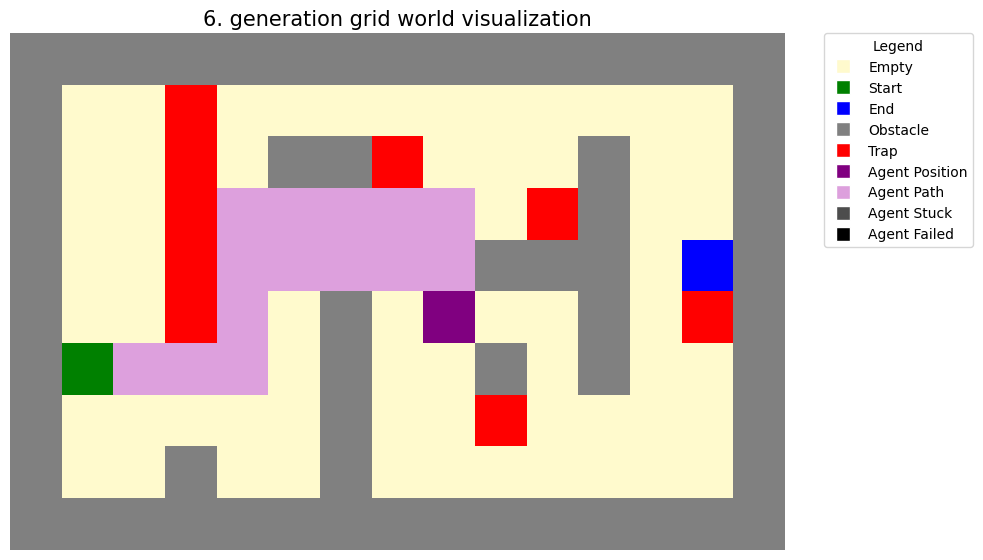 6. generation grid world visualization
Legend
Empty
Start
End
Obstacle
Trap
Agent Position
Agent Path
Agent Stuck
Agent Failed